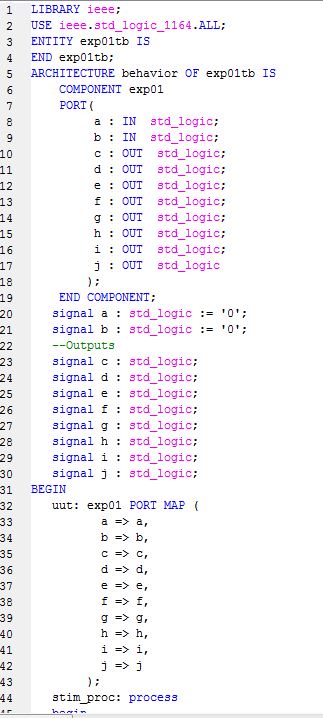 1 LIBRARY ieee;
2 USE ieee.std_logic_1164.ALL;
3 ENTITY exp01tb IS
4 END exp01tb;
5 ARCHITECTURE behavior OF exp01tb IS
6 COMPONENT exp01
7 PORT(
8 a : IN std_logic;
9 b : IN std_logic;
10 c : OUT std_logic;
11 d : OUT std_logic;
12 e : OUT std_logic;
13 f : OUT std_logic;
14 g : OUT std_logic;
15 h : OUT std_logic;
16 i : OUT std_logic;
17 j : OUT std_logic
18 );
19 END COMPONENT;
20 signal a : std_logic := '0';
21 signal b : std_logic := '0';
22 --Outputs
23 signal c : std_logic;
24 signal d : std_logic;
25 signal e : std_logic;
26 signal f : std_logic;
27 signal g : std_logic;
28 signal h : std_logic;
29 signal i : std_logic;
30 signal j : std_logic;
31 BEGIN
32 uut: exp01 PORT MAP (
33 a => a,
34 b => b,
35 c => c,
36 d => d,
37 e => e,
38 f => f,
39 g => g,
40 h => h,
41 i => i,
42 j => j
43 );
44 stim_proc: process
45 begin